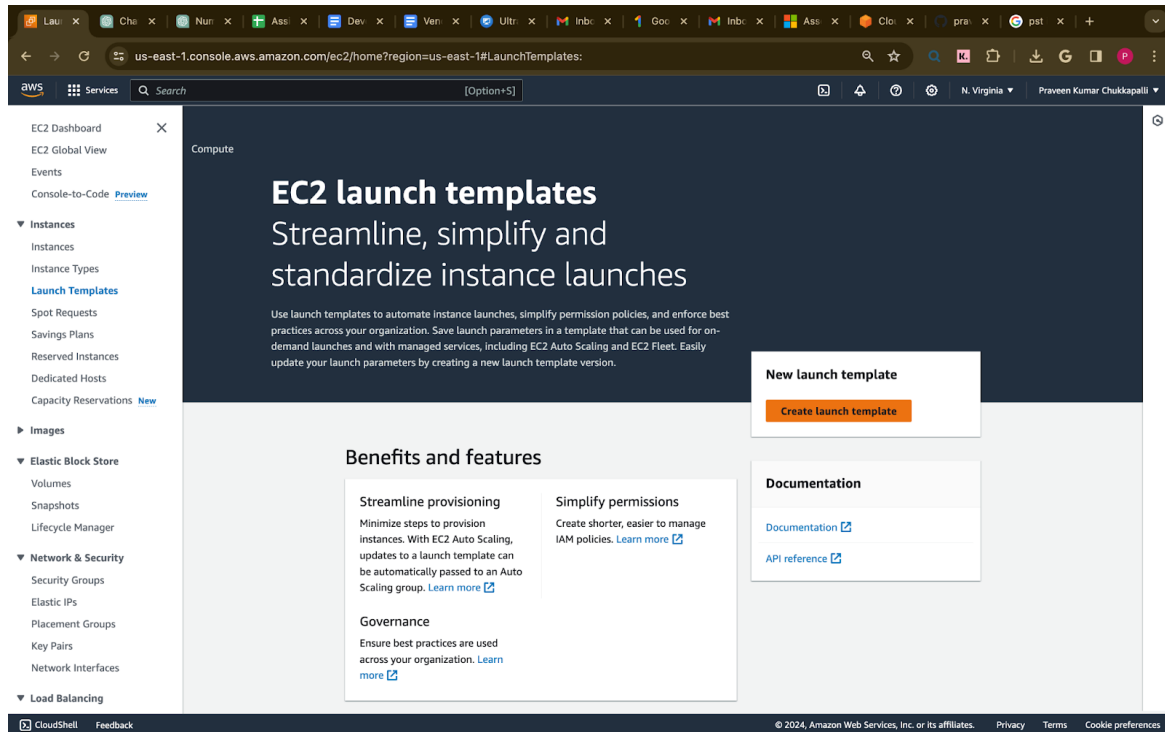 Lau
Cha
Nun
Assi
Dev
Ven
Ultra
Inbo
Goo
Inbo
Ass
Clou
prav
pst
us-east-1.console.aws.amazon.com/ec2/home?region=us-east-1#LaunchTemplates:
K.
G
P
aws
Services
Search
[Option+S]
N. Virginia
Praveen Kumar Chukkapalli
EC2 Dashboard
EC2 Global View
Events
Console-to-Code Preview
Instances
Instances
Instance Types
Launch Templates
Spot Requests
Savings Plans
Reserved Instances
Dedicated Hosts
Capacity Reservations New
Images
Elastic Block Store
Volumes
Snapshots
Lifecycle Manager
Network & Security
Security Groups
Elastic IPs
Placement Groups
Key Pairs
Network Interfaces
Load Balancing
Compute
EC2 launch templates
Streamline, simplify and
standardize instance launches
Use launch templates to automate instance launches, simplify permission policies, and enforce best
practices across your organization. Save launch parameters in a template that can be used for on-
demand launches and with managed services, including EC2 Auto Scaling and EC2 Fleet. Easily
update your launch parameters by creating a new launch template version.
New launch template
Create launch template
Benefits and features
Streamline provisioning
Minimize steps to provision
instances. With EC2 Auto Scaling,
updates to a launch template can
be automatically passed to an Auto
Scaling group. Learn more
Simplify permissions
Create shorter, easier to manage
IAM policies. Learn more
Governance
Ensure best practices are used
across your organization. Learn
more
Documentation
Documentation
API reference
CloudShell
Feedback
© 2024, Amazon Web Services, Inc. or its affiliates.
Privacy
Terms
Cookie preferences